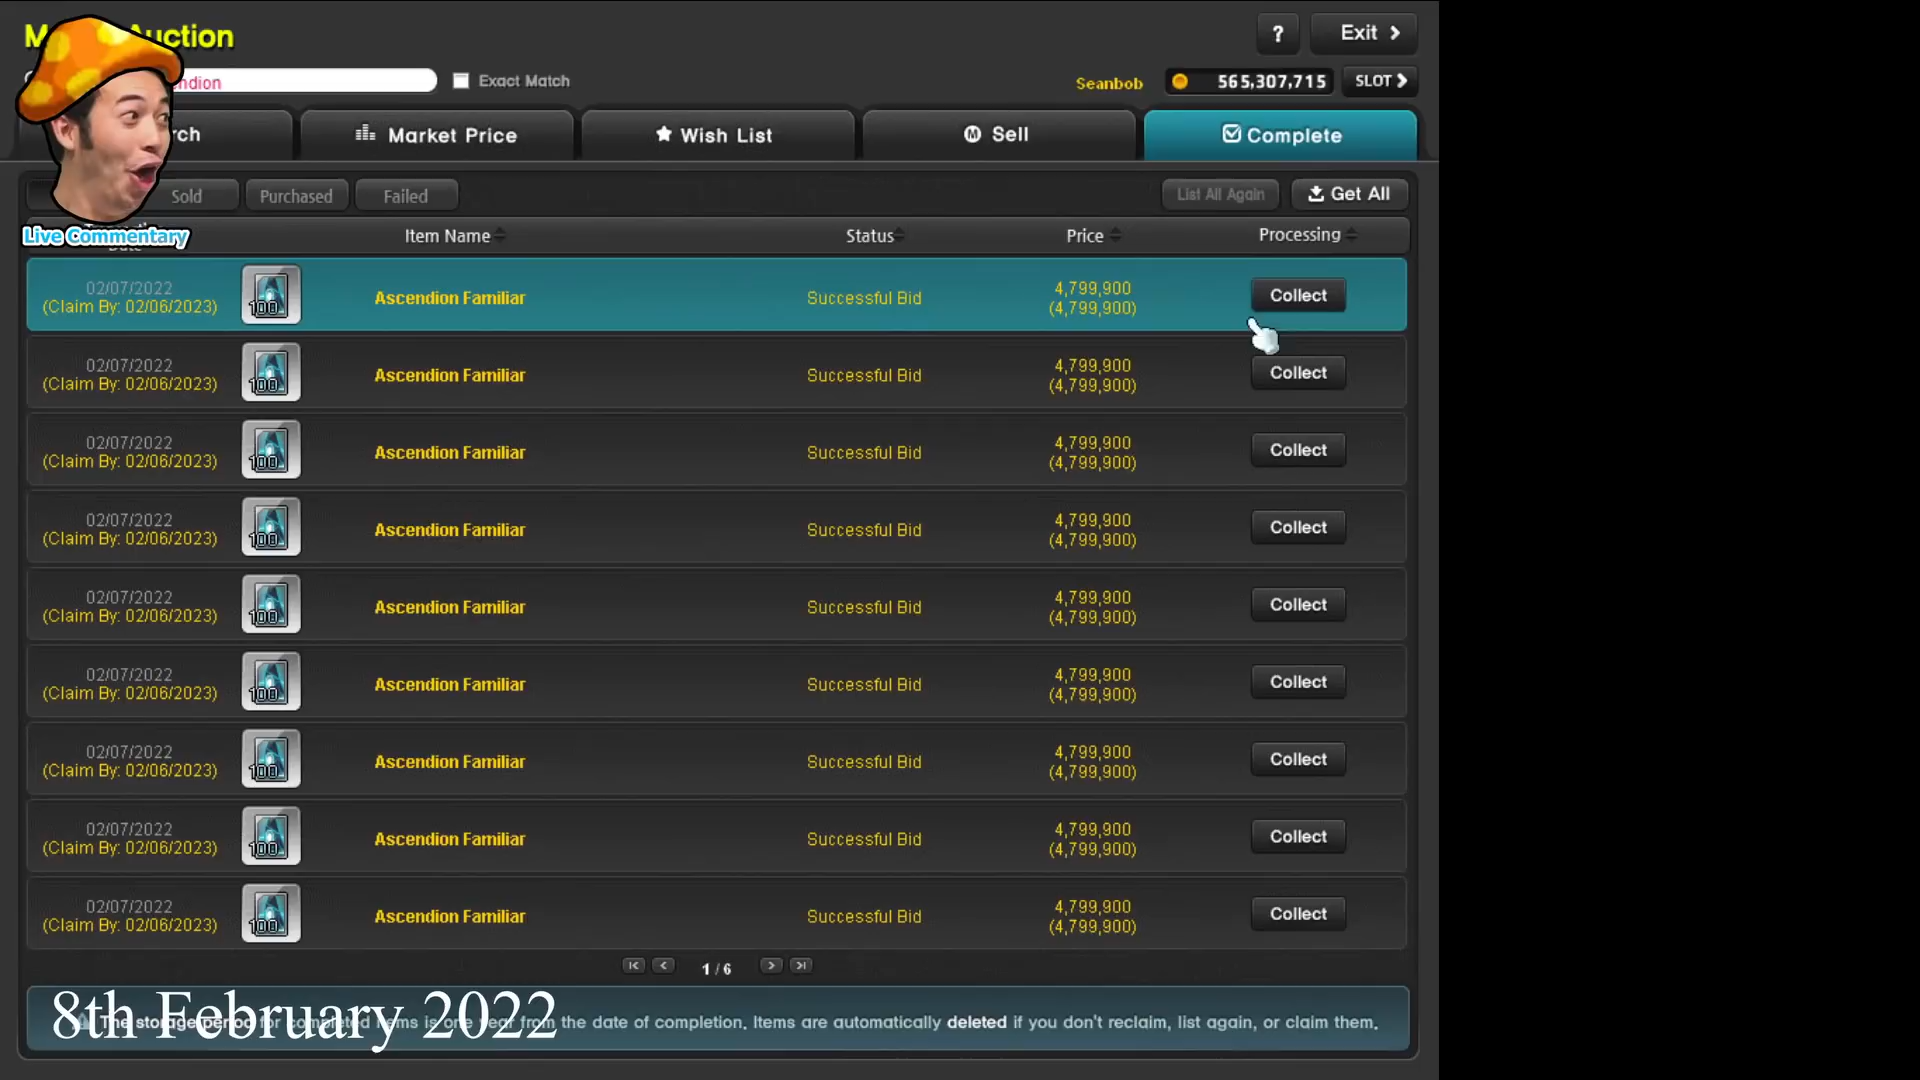 uction
Exit
ndion
Exact Match
Seanbob
565,307,715
SLOT
rch
Market Price
Wish List
Sell
Complete
Sold
Purchased
Failed
List All Again
Get All
Live Commentary
Date
Item Name
Status
Price
Processing
02/07/2022
(Claim By: 02/06/2023)
100
Ascendion Familiar
Successful Bid
4,799,900
(4,799,900)
Collect
02/07/2022
(Claim By: 02/06/2023)
100
Ascendion Familiar
Successful Bid
4,799,900
(4,799,900)
Collect
02/07/2022
(Claim By: 02/06/2023)
100
Ascendion Familiar
Successful Bid
4,799,900
(4,799,900)
Collect
02/07/2022
(Claim By: 02/06/2023)
100
Ascendion Familiar
Successful Bid
4,799,900
(4,799,900)
Collect
02/07/2022
(Claim By: 02/06/2023)
100
Ascendion Familiar
Successful Bid
4,799,900
(4,799,900)
Collect
02/07/2022
(Claim By: 02/06/2023)
100
Ascendion Familiar
Successful Bid
4,799,900
(4,799,900)
Collect
02/07/2022
(Claim By: 02/06/2023)
100
Ascendion Familiar
Successful Bid
4,799,900
(4,799,900)
Collect
02/07/2022
(Claim By: 02/06/2023)
100
Ascendion Familiar
Successful Bid
4,799,900
(4,799,900)
Collect
02/07/2022
(Claim By: 02/06/2023)
100
Ascendion Familiar
Successful Bid
4,799,900
(4,799,900)
Collect
1 / 6
8th February 2022
The storage period for completed items is one year from the date of completion. Items are automatically deleted if you don't reclaim, list again, or claim them.